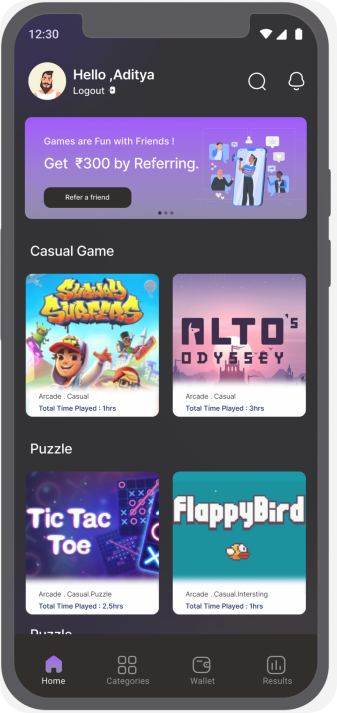 12:30
Hello ,Aditya
Logout
Games are Fun with Friends !
Get ₹300 by Referring.
Refer a friend
Casual Game
SUBWAY
SURFERS
ALTO's
ODYSSEY
Arcade . Casual
Total Time Played : 1hrs
Arcade . Casual
Total Time Played : 3hrs
Puzzle
Tic Tac
Toe
FlappyBird
Arcade . Casual.Puzzle
Total Time Played : 2.5hrs
Arcade . Casual.Intersting
Total Time Played : 1hrs
Puzzle
Home
Categories
Wallet
Results